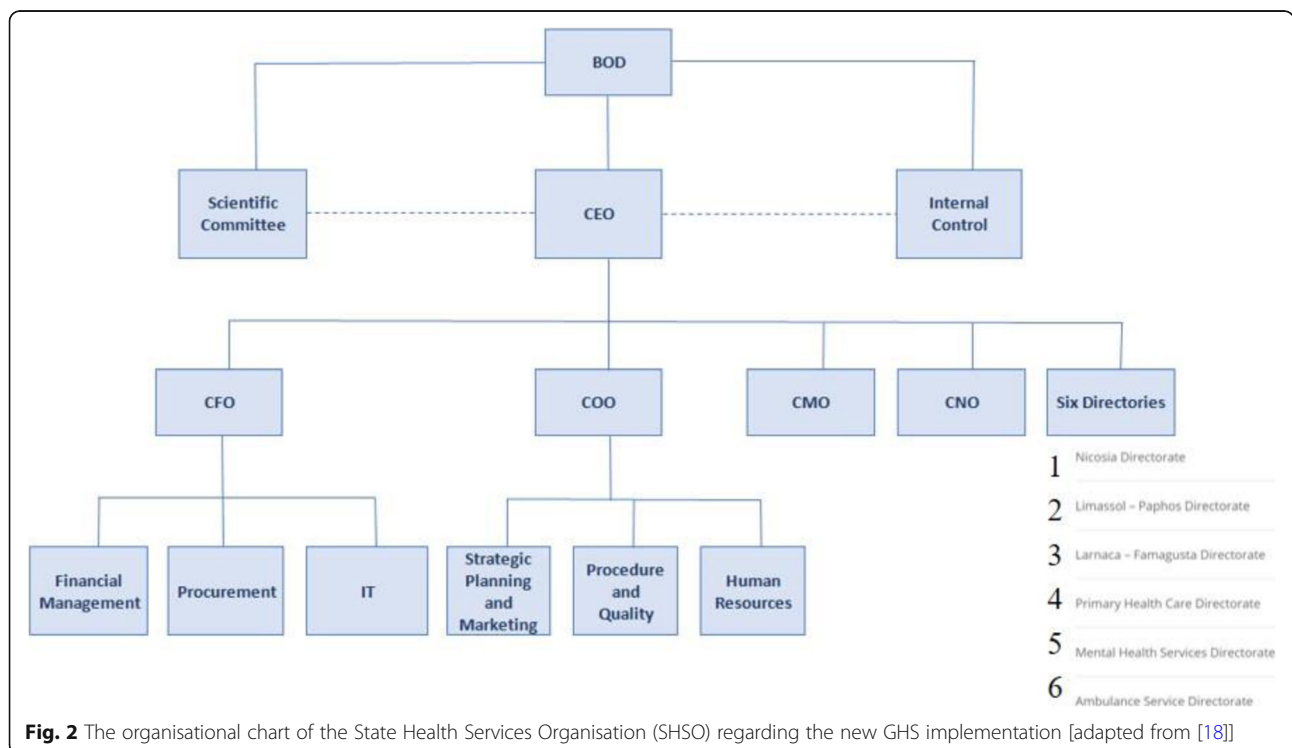 BOD
Scientific
Committee
CEO
Internal
Control
CFO
COO
CMO
CNO
Six Directories
1 Nicosia Directorate
2 Limassol – Paphos Directorate
3 Larnaca – Famagusta Directorate
4 Primary Health Care Directorate
5 Mental Health Services Directorate
6 Ambulance Service Directorate
Financial
Management
Procurement
IT
Strategic
Planning
and
Marketing
Procedure
and
Quality
Human
Resources
Fig. 2 The organisational chart of the State Health Services Organisation (SHSO) regarding the new GHS implementation [adapted from [18]]